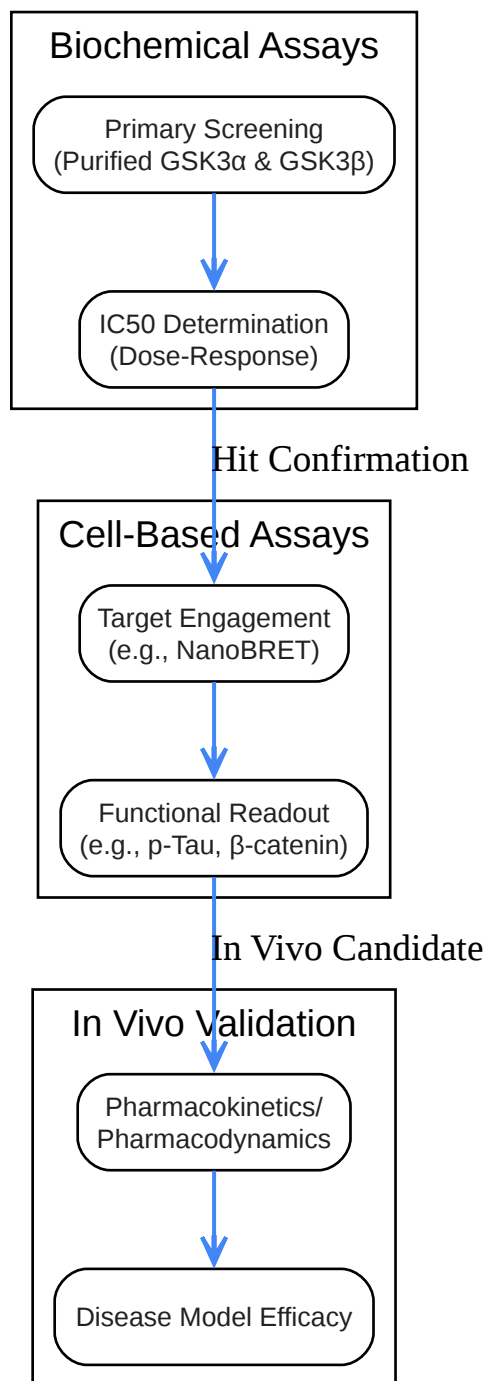 Biochemical Assays
Primary Screening
(Purified GSK3α & GSK3β)
IC50 Determination
(Dose-Response)
Hit Confirmation
Cell-Based Assays
Target Engagement
(e.g., NanoBRET)
Functional Readout
(e.g., p-Tau, β-catenin)
In Vivo Candidate
In Vivo Validation
Pharmacokinetics/
Pharmacodynamics
Disease Model Efficacy